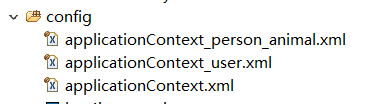 config
applicationContext_person_animal.xml
applicationContext_user.xml
applicationContext.xml